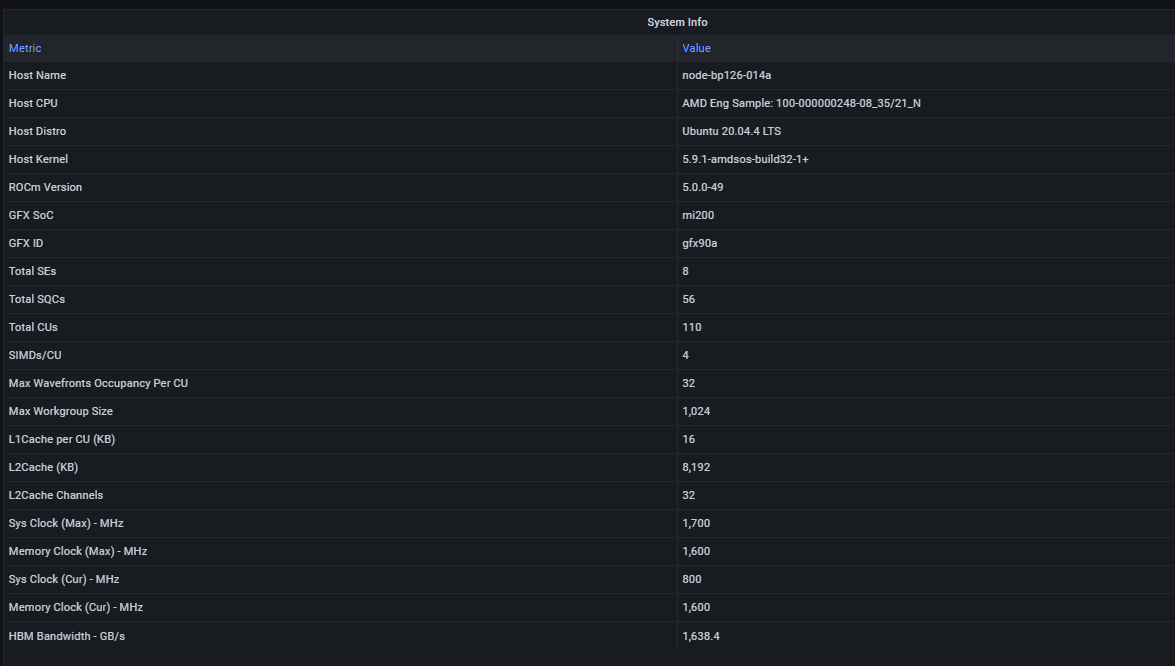 System Info
Metric Value
Host Name node-bp126-014a
Host CPU AMD Eng Sample: 100-000000248-08_35/21_N
Host Distro Ubuntu 20.04.4 LTS
Host Kernel 5.9.1-amdsos-build32-1+
ROCm Version 5.0.0-49
GFX SoC mi200
GFX ID gfx90a
Total SEs 8
Total SQCs 56
Total CUs 110
SIMDs/CU 4
Max Wavefronts Occupancy Per CU 32
Max Workgroup Size 1,024
L1Cache per CU (KB) 16
L2Cache (KB) 8,192
L2Cache Channels 32
Sys Clock (Max) - MHz 1,700
Memory Clock (Max) - MHz 1,600
Sys Clock (Cur) - MHz 800
Memory Clock (Cur) - MHz 1,600
HBM Bandwidth - GB/s 1,638.4